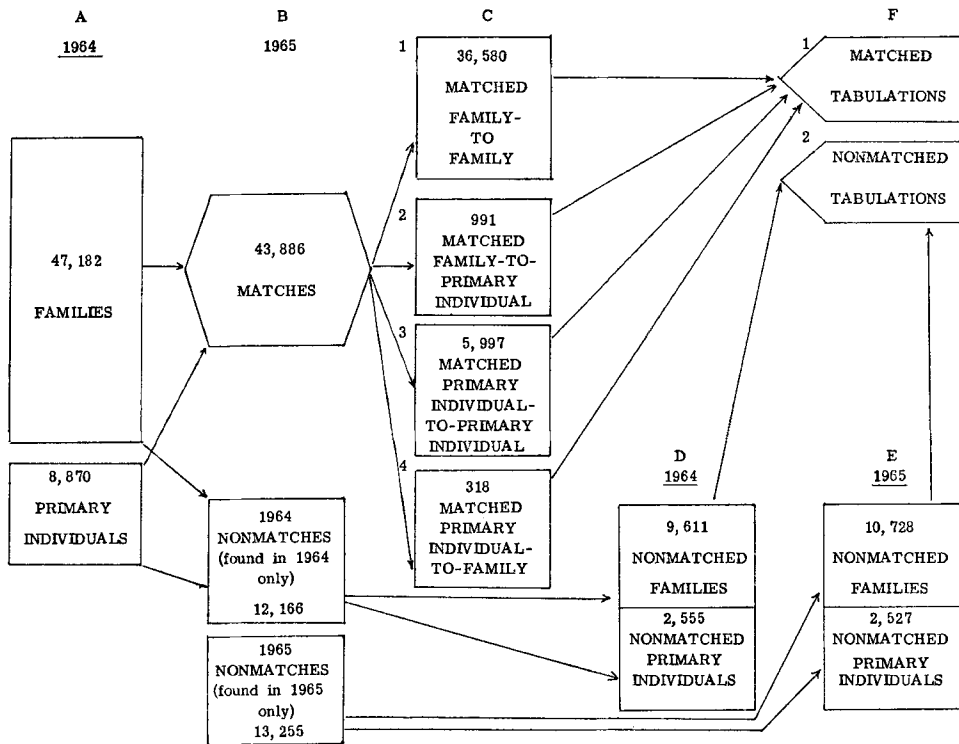 A
1964
47, 182
FAMILIES
8, 870
PRIMARY
INDIVIDUALS
B
1965
43, 886
MATCHES
1964
NONMATCHES
(found in 1964
only)
12, 166
1965
NONMATCHES
(found in 1965
only)
13, 255
C
1
36, 580
MATCHED
FAMILY-
TO
FAMILY
2
991
MATCHED
FAMILY-TO-
PRIMARY
INDIVIDUAL
3
5, 997
MATCHED
PRIMARY
INDIVIDUAL-
TO-PRIMARY
INDIVIDUAL
4
318
MATCHED
PRIMARY
INDIVIDUAL-
TO-FAMILY
D
1964
9, 611
NONMATCHED
FAMILIES
2, 555
NONMATCHED
PRIMARY
INDIVIDUALS
E
1965
10, 728
NONMATCHED
FAMILIES
2, 527
NONMATCHED
PRIMARY
INDIVIDUALS
F
1
MATCHED
TABULATIONS
2
NONMATCHED
TABULATIONS